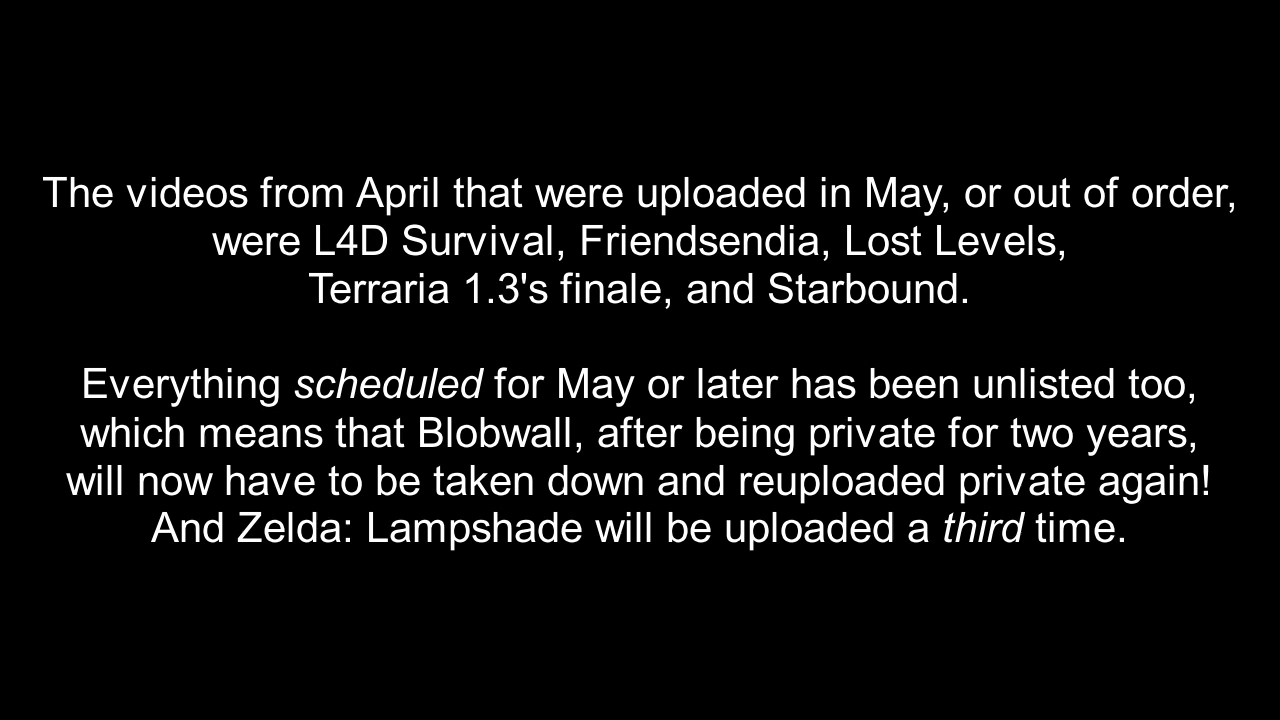 The videos from April that were uploaded in May, or out of order,
were L4D Survival, Friendsendia, Lost Levels,
Terraria 1.3's finale, and Starbound.
Everything scheduled for May or later has been unlisted too,
which means that Blobwall, after being private for two years,
will now have to be taken down and reuploaded private again!
And Zelda: Lampshade will be uploaded a third time.